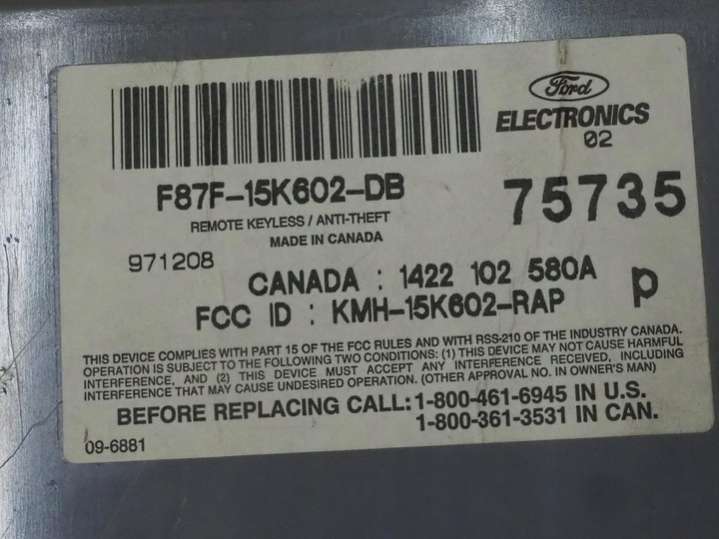 Ford
ELECTRONICS
02
F87F-15K602-DB
75735
REMOTE KEYLESS / ANTI-THEFT
MADE IN CANADA
971208
CANADA : 1422 102 580A
FCC ID : KMH-15K602-RAP
P
THIS DEVICE COMPLIES WITH PART 15 OF THE FCC RULES AND WITH RSS-210 OF THE INDUSTRY CANADA.
OPERATION IS SUBJECT TO THE FOLLOWING TWO CONDITIONS: (1) THIS DEVICE MAY NOT CAUSE HARMFUL
INTERFERENCE, AND (2) THIS DEVICE MUST ACCEPT ANY INTERFERENCE RECEIVED, INCLUDING
INTERFERENCE THAT MAY CAUSE UNDESIRED OPERATION. (OTHER APPROVAL NO. IN OWNER'S MAN)
BEFORE REPLACING CALL: 1-800-461-6945 IN U.S.
1-800-361-3531 IN CAN.
09-6881